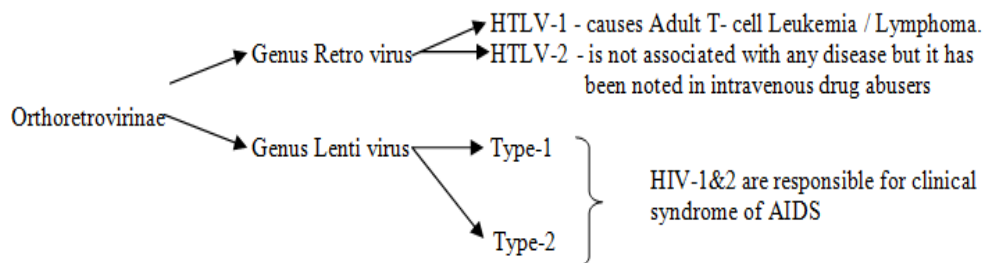 HTLV-1 - causes Adult T- cell Leukemia / Lymphoma.
Genus Retro virus
HTLV-2 - is not associated with any disease but it has
been noted in intravenous drug abusers
Orthoretrovirinae
Genus Lenti virus
Type-1
HIV-1&2 are responsible for clinical
syndrome of AIDS
Type-2